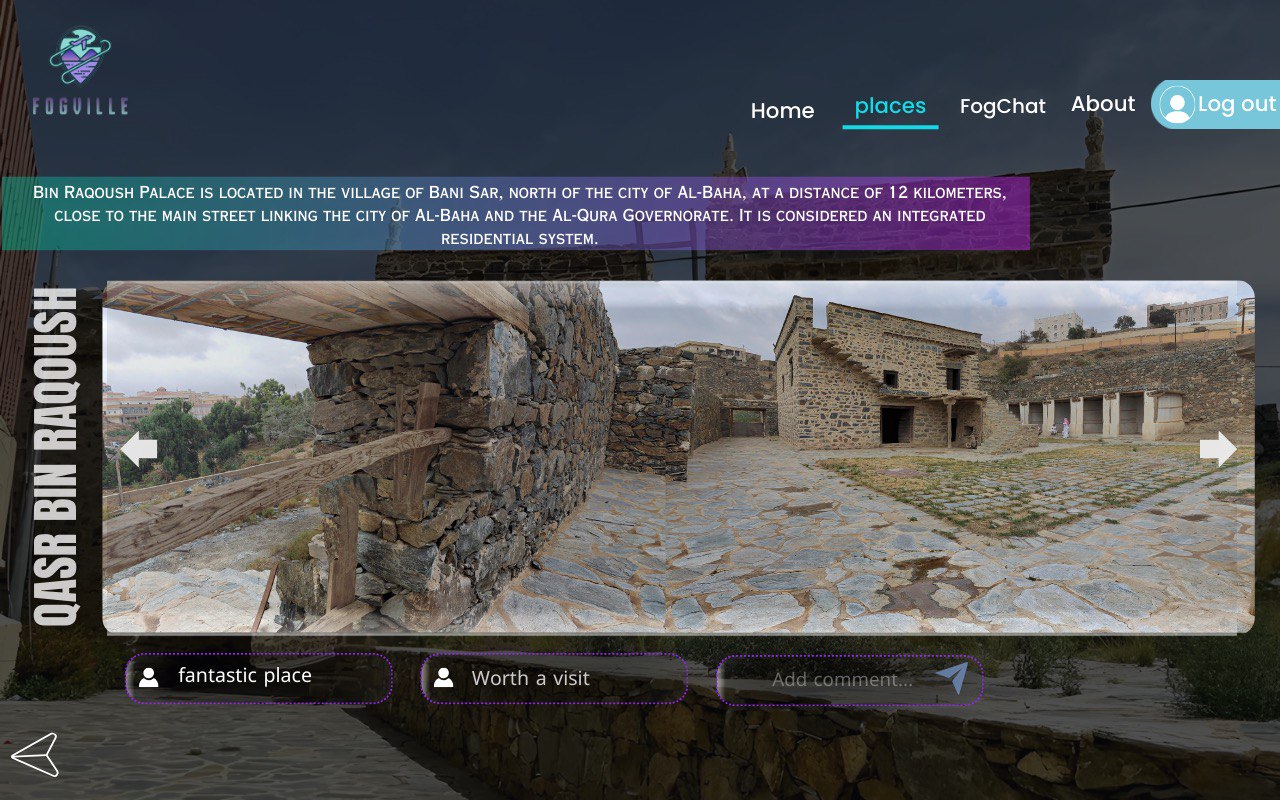 FOGVILLE
Home
places
FogChat
About
Log out
Bin Raqoush Palace is located in the village of Bani Sar, north of the city of Al-Baha, at a distance of 12 kilometers,
close to the main street linking the city of Al-Baha and the Al-Qura Governorate. It is considered an integrated
residential system.
QASR BIN RAQOUSH
fantastic place
Worth a visit
Add comment...